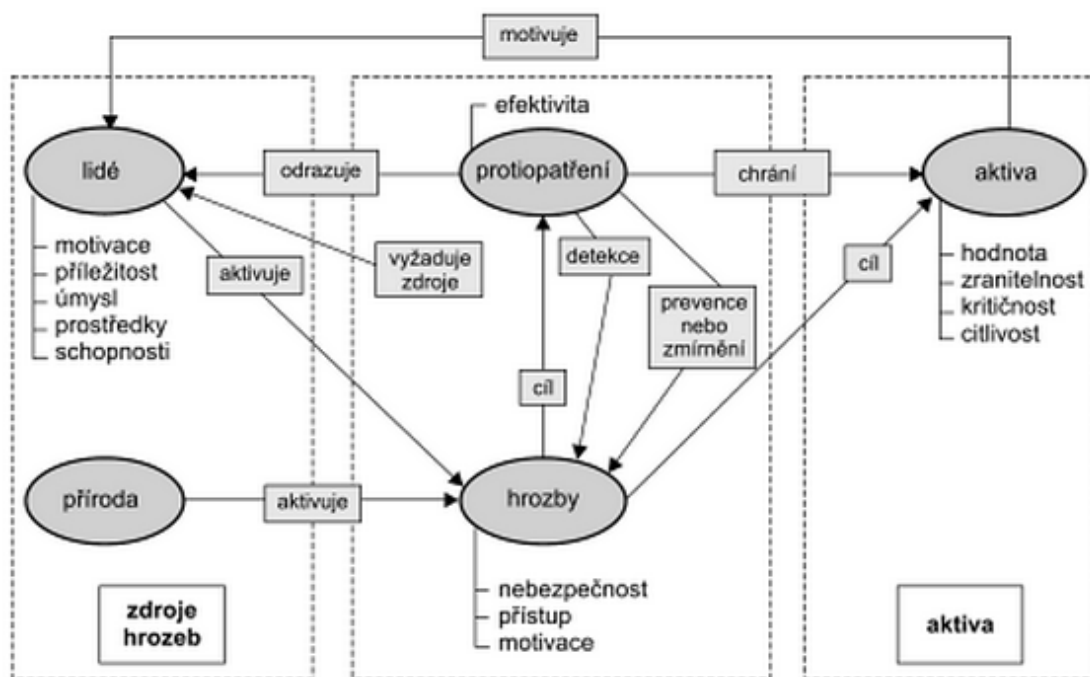 motivuje
efektivita
lidé
odrazuje
protiopatření
chrání
aktiva
motivace
příležitost
úmysl
prostředky
schopnosti
aktivuje
vyžaduje
zdroje
detekce
prevence
nebo
zmírnění
cíl
hodnota
zranitelnost
kritičnost
citlivost
cíl
příroda
aktivuje
hrozby
nebezpečnost
přístup
motivace
zdroje
hrozeb
aktiva